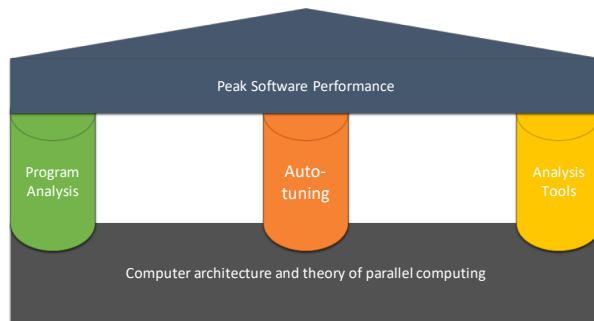 Peak Software Performance
Program
Analysis
Auto-
tuning
Analysis
Tools
Computer architecture and theory of parallel computing